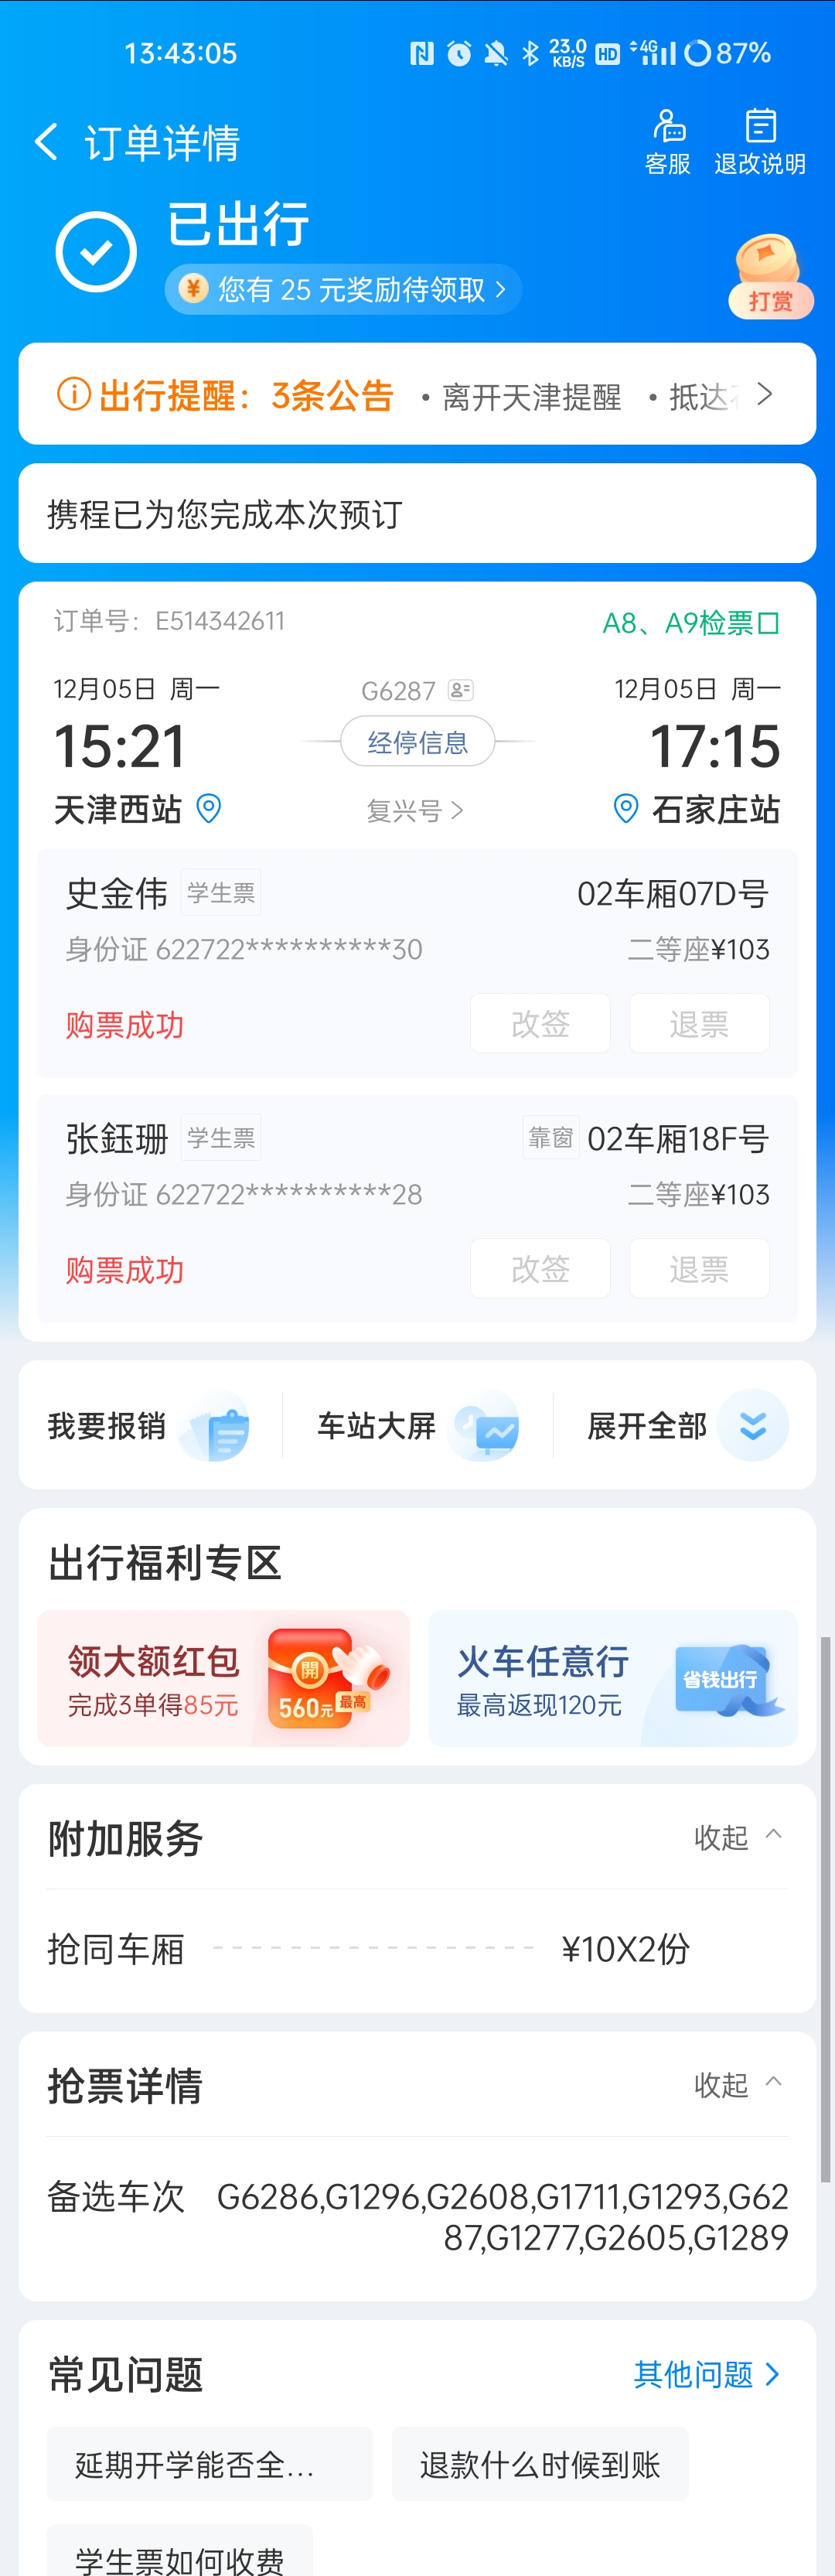 13:43:05 23.0 KB/S HD 4G 87%
订单详情
客服 退改说明
已出行
¥ 您有 25 元奖励待领取 >
打赏
出行提醒：3条公告 · 离开天津提醒 · 抵达
携程已为您完成本次预订
订单号：E514342611 A8、A9检票口
12月05日 周一 G6287 12月05日 周一
15:21 经停信息 17:15
天津西站 复兴号 > 石家庄站
史金伟 学生票 02车厢07D号
身份证 622722**********30 二等座¥103
购票成功 改签 退票
张鈺珊 学生票 靠窗 02车厢18F号
身份证 622722**********28 二等座¥103
购票成功 改签 退票
我要报销 车站大屏 展开全部
出行福利专区
领大额红包 開 火车任意行 省钱出行
完成3单得85元 560元 最高 最高返现120元
附加服务 收起
抢同车厢 ¥10X2份
抢票详情 收起
备选车次 G6286,G1296,G2608,G1711,G1293,G62
87,G1277,G2605,G1289
常见问题 其他问题 >
延期开学能否全... 退款什么时候到账
学生票如何收费